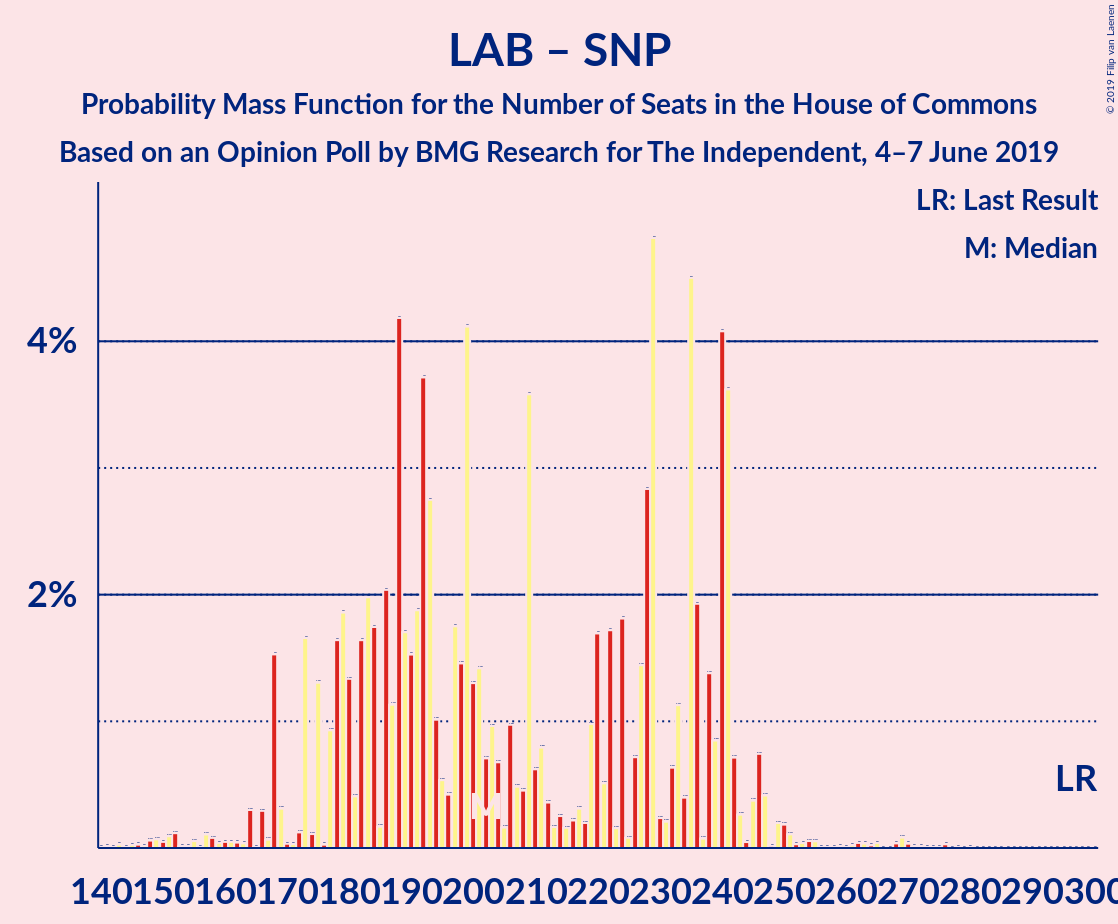 LAB – SNP
Probability Mass Function for the Number of Seats in the House of Commons
Based on an Opinion Poll by BMG Research for The Independent, 4–7 June 2019
© 2019 Filip van Laenen
LR: Last Result
M: Median
4%
2%
M
LR
140 150 160 170 180 190 200 210 220 230 240 250 260 270 280 290 300